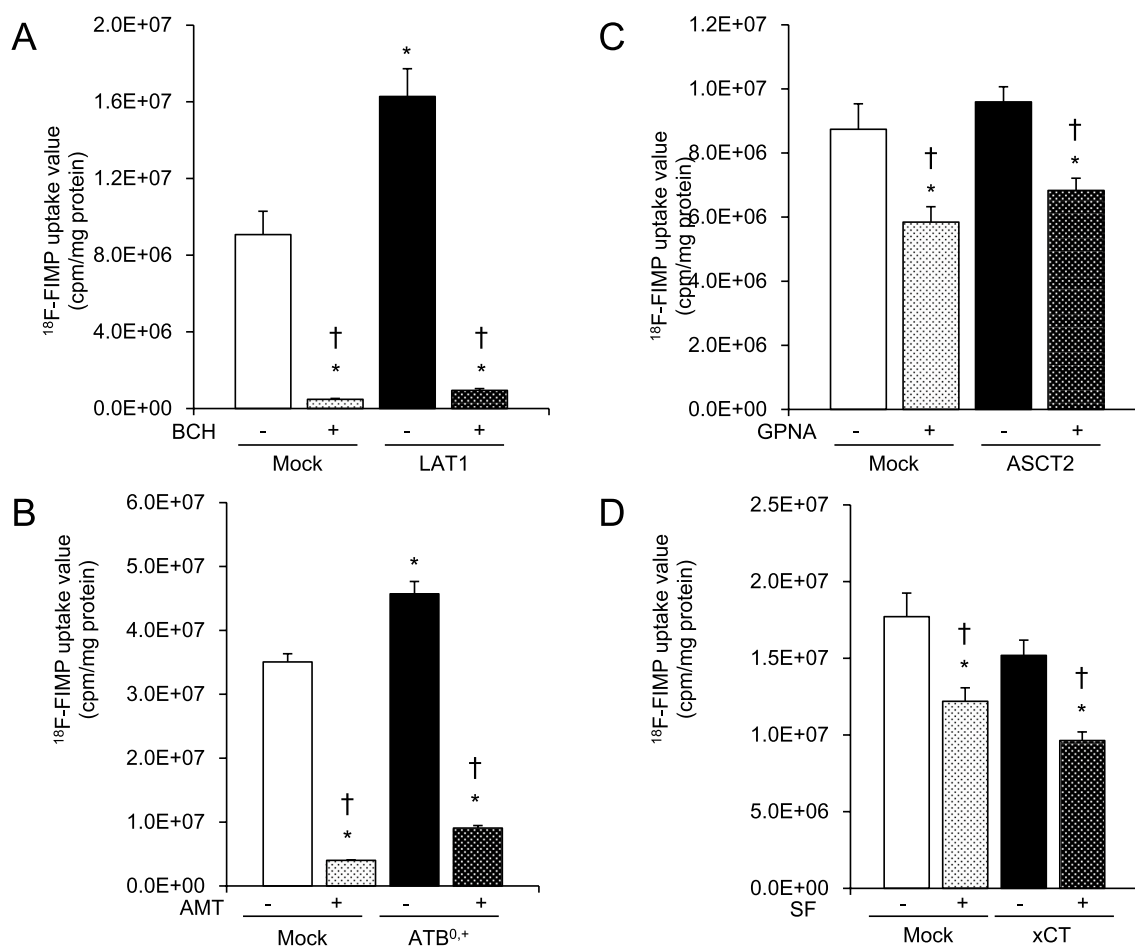 A
2.0E+07
1.6E+07
1.2E+07
8.0E+06
4.0E+06
0.0E+00
¹⁸F-FIMP uptake value
(cpm/mg protein)
*
†
*
†
*
BCH - + - +
Mock LAT1
C
1.2E+07
1.0E+07
8.0E+06
6.0E+06
4.0E+06
2.0E+06
0.0E+00
¹⁸F-FIMP uptake value
(cpm/mg protein)
†
*
†
*
GPNA - + - +
Mock ASCT2
B
6.0E+07
5.0E+07
4.0E+07
3.0E+07
2.0E+07
1.0E+07
0.0E+00
¹⁸F-FIMP uptake value
(cpm/mg protein)
*
†
*
†
*
AMT - + - +
Mock ATB⁰,⁺
D
2.5E+07
2.0E+07
1.5E+07
1.0E+07
5.0E+06
0.0E+00
¹⁸F-FIMP uptake value
(cpm/mg protein)
†
*
†
*
SF - + - +
Mock xCT